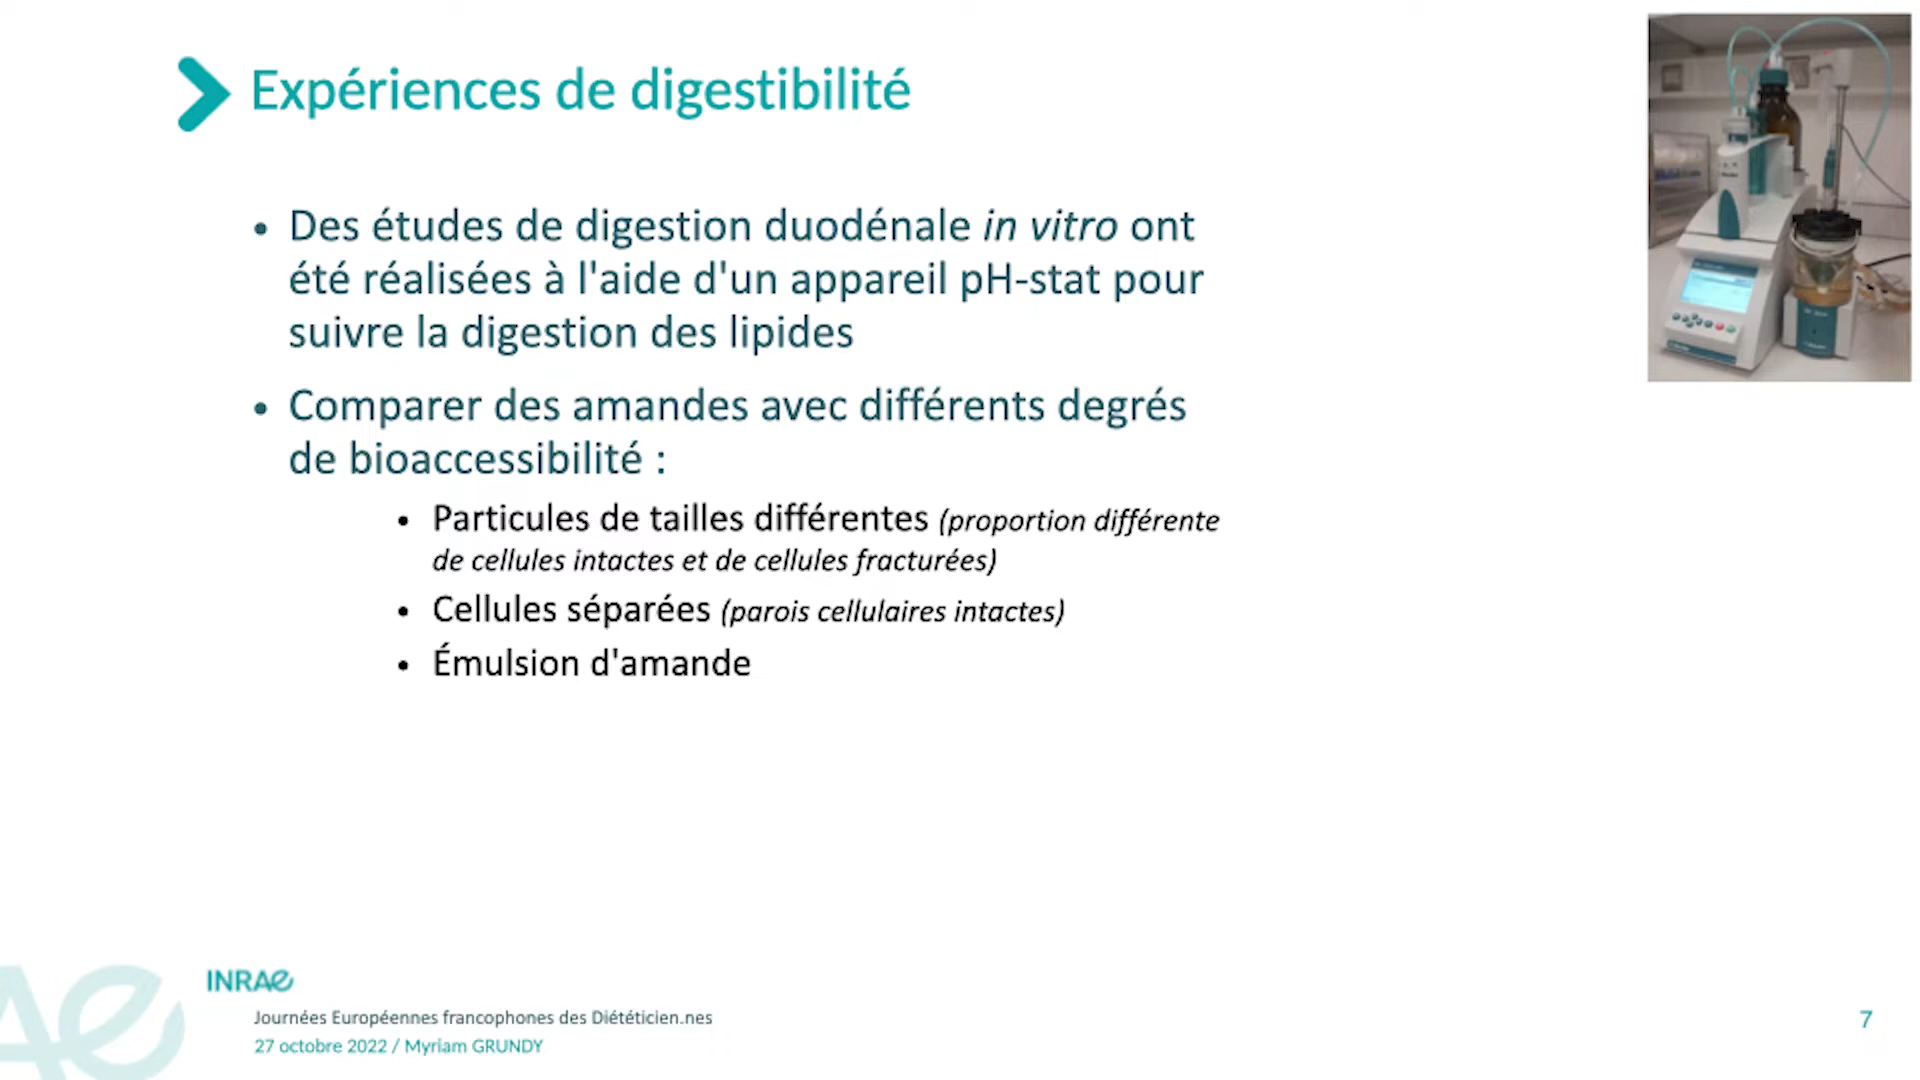 Expériences de digestibilité
• Des études de digestion duodénale in vitro ont
été réalisées à l'aide d'un appareil pH-stat pour
suivre la digestion des lipides
• Comparer des amandes avec différents degrés
de bioaccessibilité :
• Particules de tailles différentes (proportion différente
de cellules intactes et de cellules fracturées)
• Cellules séparées (parois cellulaires intactes)
• Émulsion d'amande
INRAE
Journées Européennes francophones des Diététicien.nes
27 octobre 2022 / Myriam GRUNDY
7